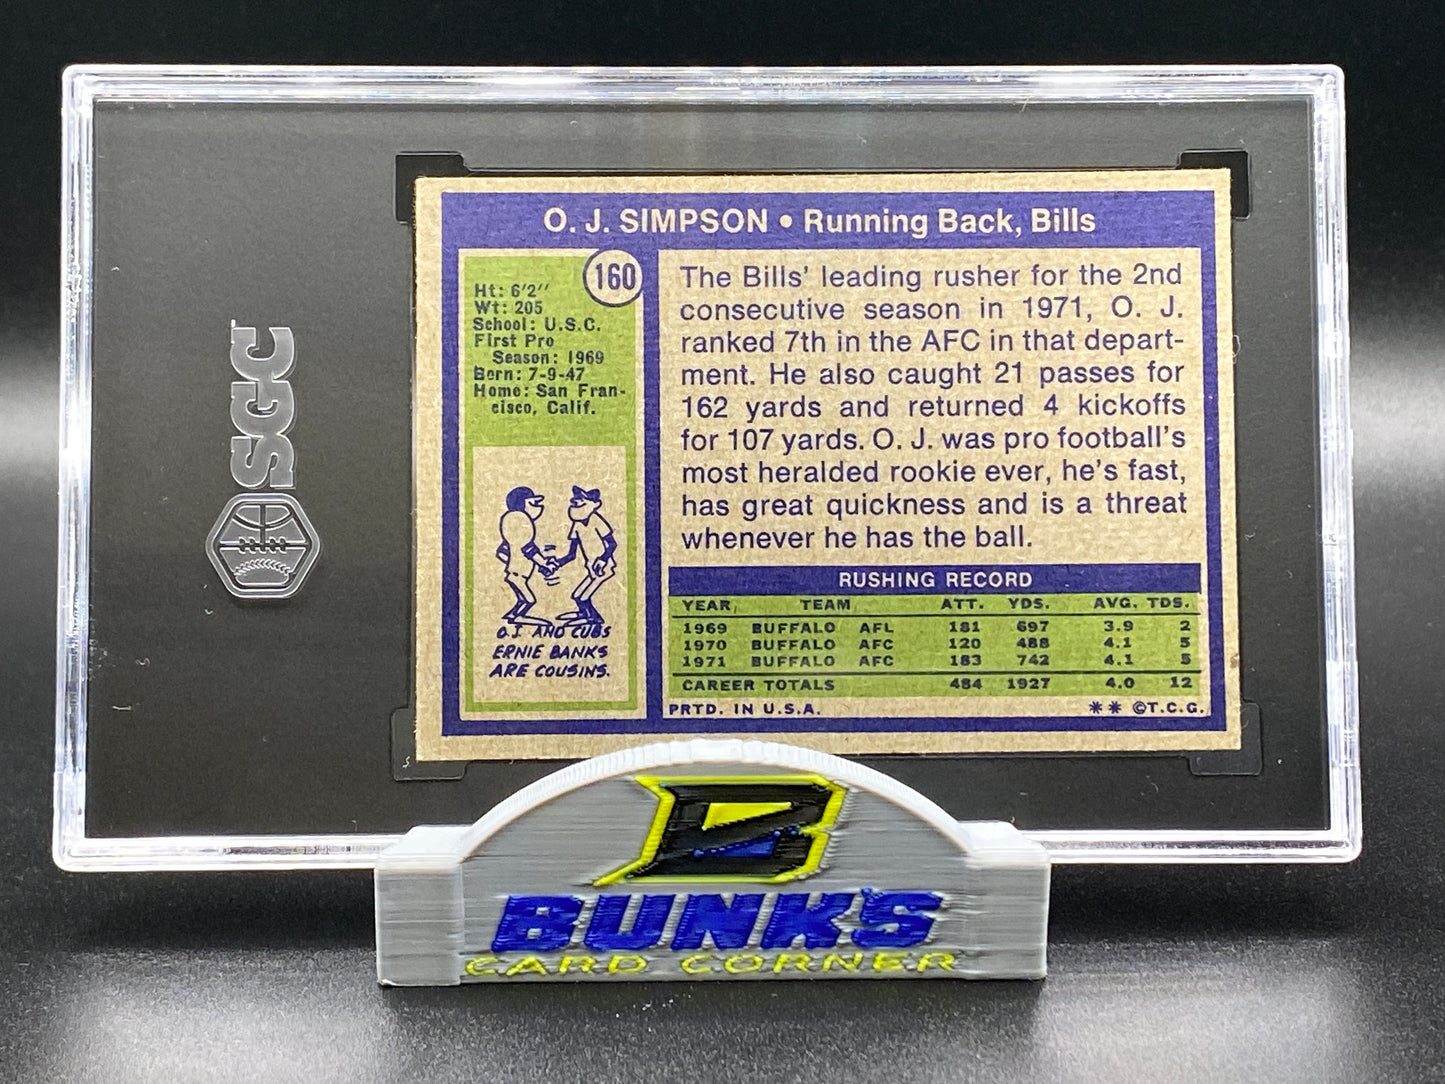 SGC
O. J. SIMPSON • Running Back, Bills
160
Ht: 6'2"
Wt: 205
School: U.S.C.
First Pro
Season: 1969
Born: 7-9-47
Home: San Fran-
cisco, Calif.
O.J. AND CUBS
ERNIE BANKS
ARE COUSINS.
The Bills' leading rusher for the 2nd
consecutive season in 1971, O. J.
ranked 7th in the AFC in that depart-
ment. He also caught 21 passes for
162 yards and returned 4 kickoffs
for 107 yards. O. J. was pro football's
most heralded rookie ever, he's fast,
has great quickness and is a threat
whenever he has the ball.
RUSHING RECORD
YEAR TEAM ATT. YDS. AVG. TDS.
1969 BUFFALO AFL 181 697 3.9 2
1970 BUFFALO AFC 120 488 4.1 5
1971 BUFFALO AFC 183 742 4.1 5
CAREER TOTALS 484 1927 4.0 12
PRTD. IN U.S.A. ** ©T.C.G.
BUNK'S
CARD CORNER